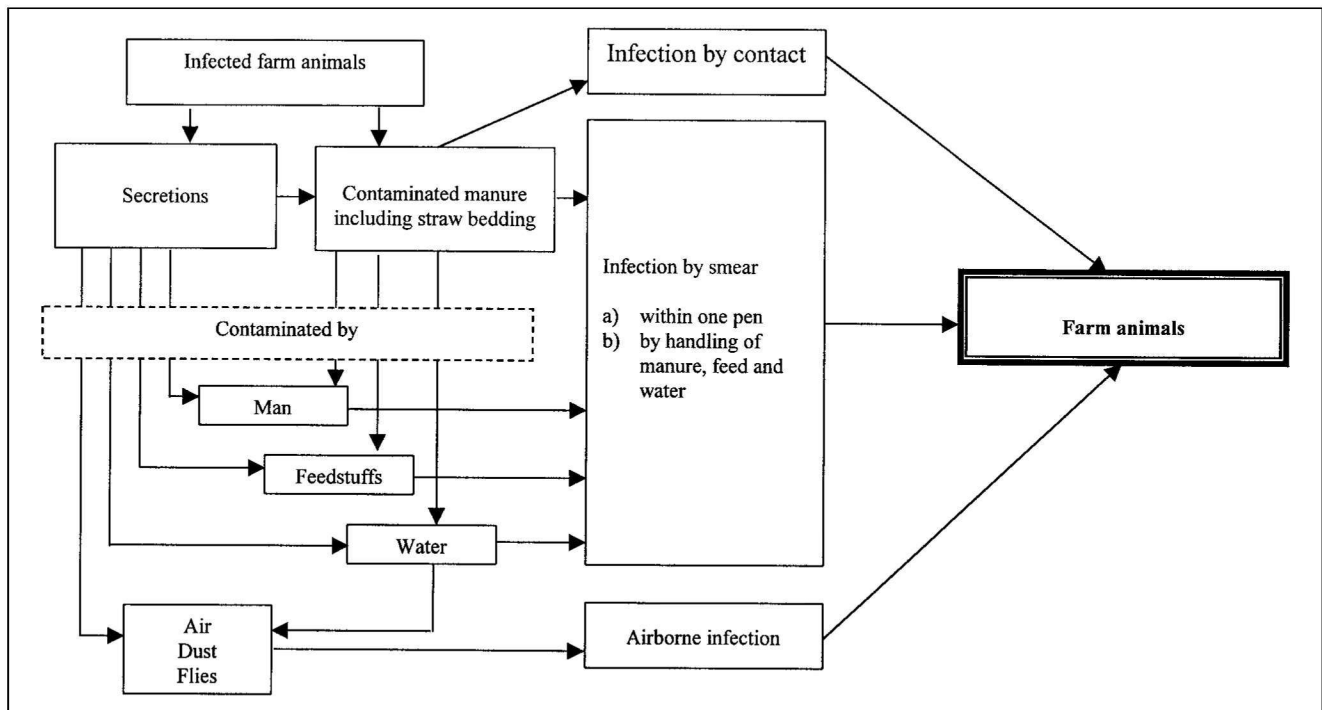 Infected farm animals
Infection by contact
Secretions
Contaminated manure
including straw bedding
Infection by smear
a) within one pen
b) by handling of
manure, feed and
water
Farm animals
Contaminated by
Man
Feedstuffs
Water
Air
Dust
Flies
Airborne infection